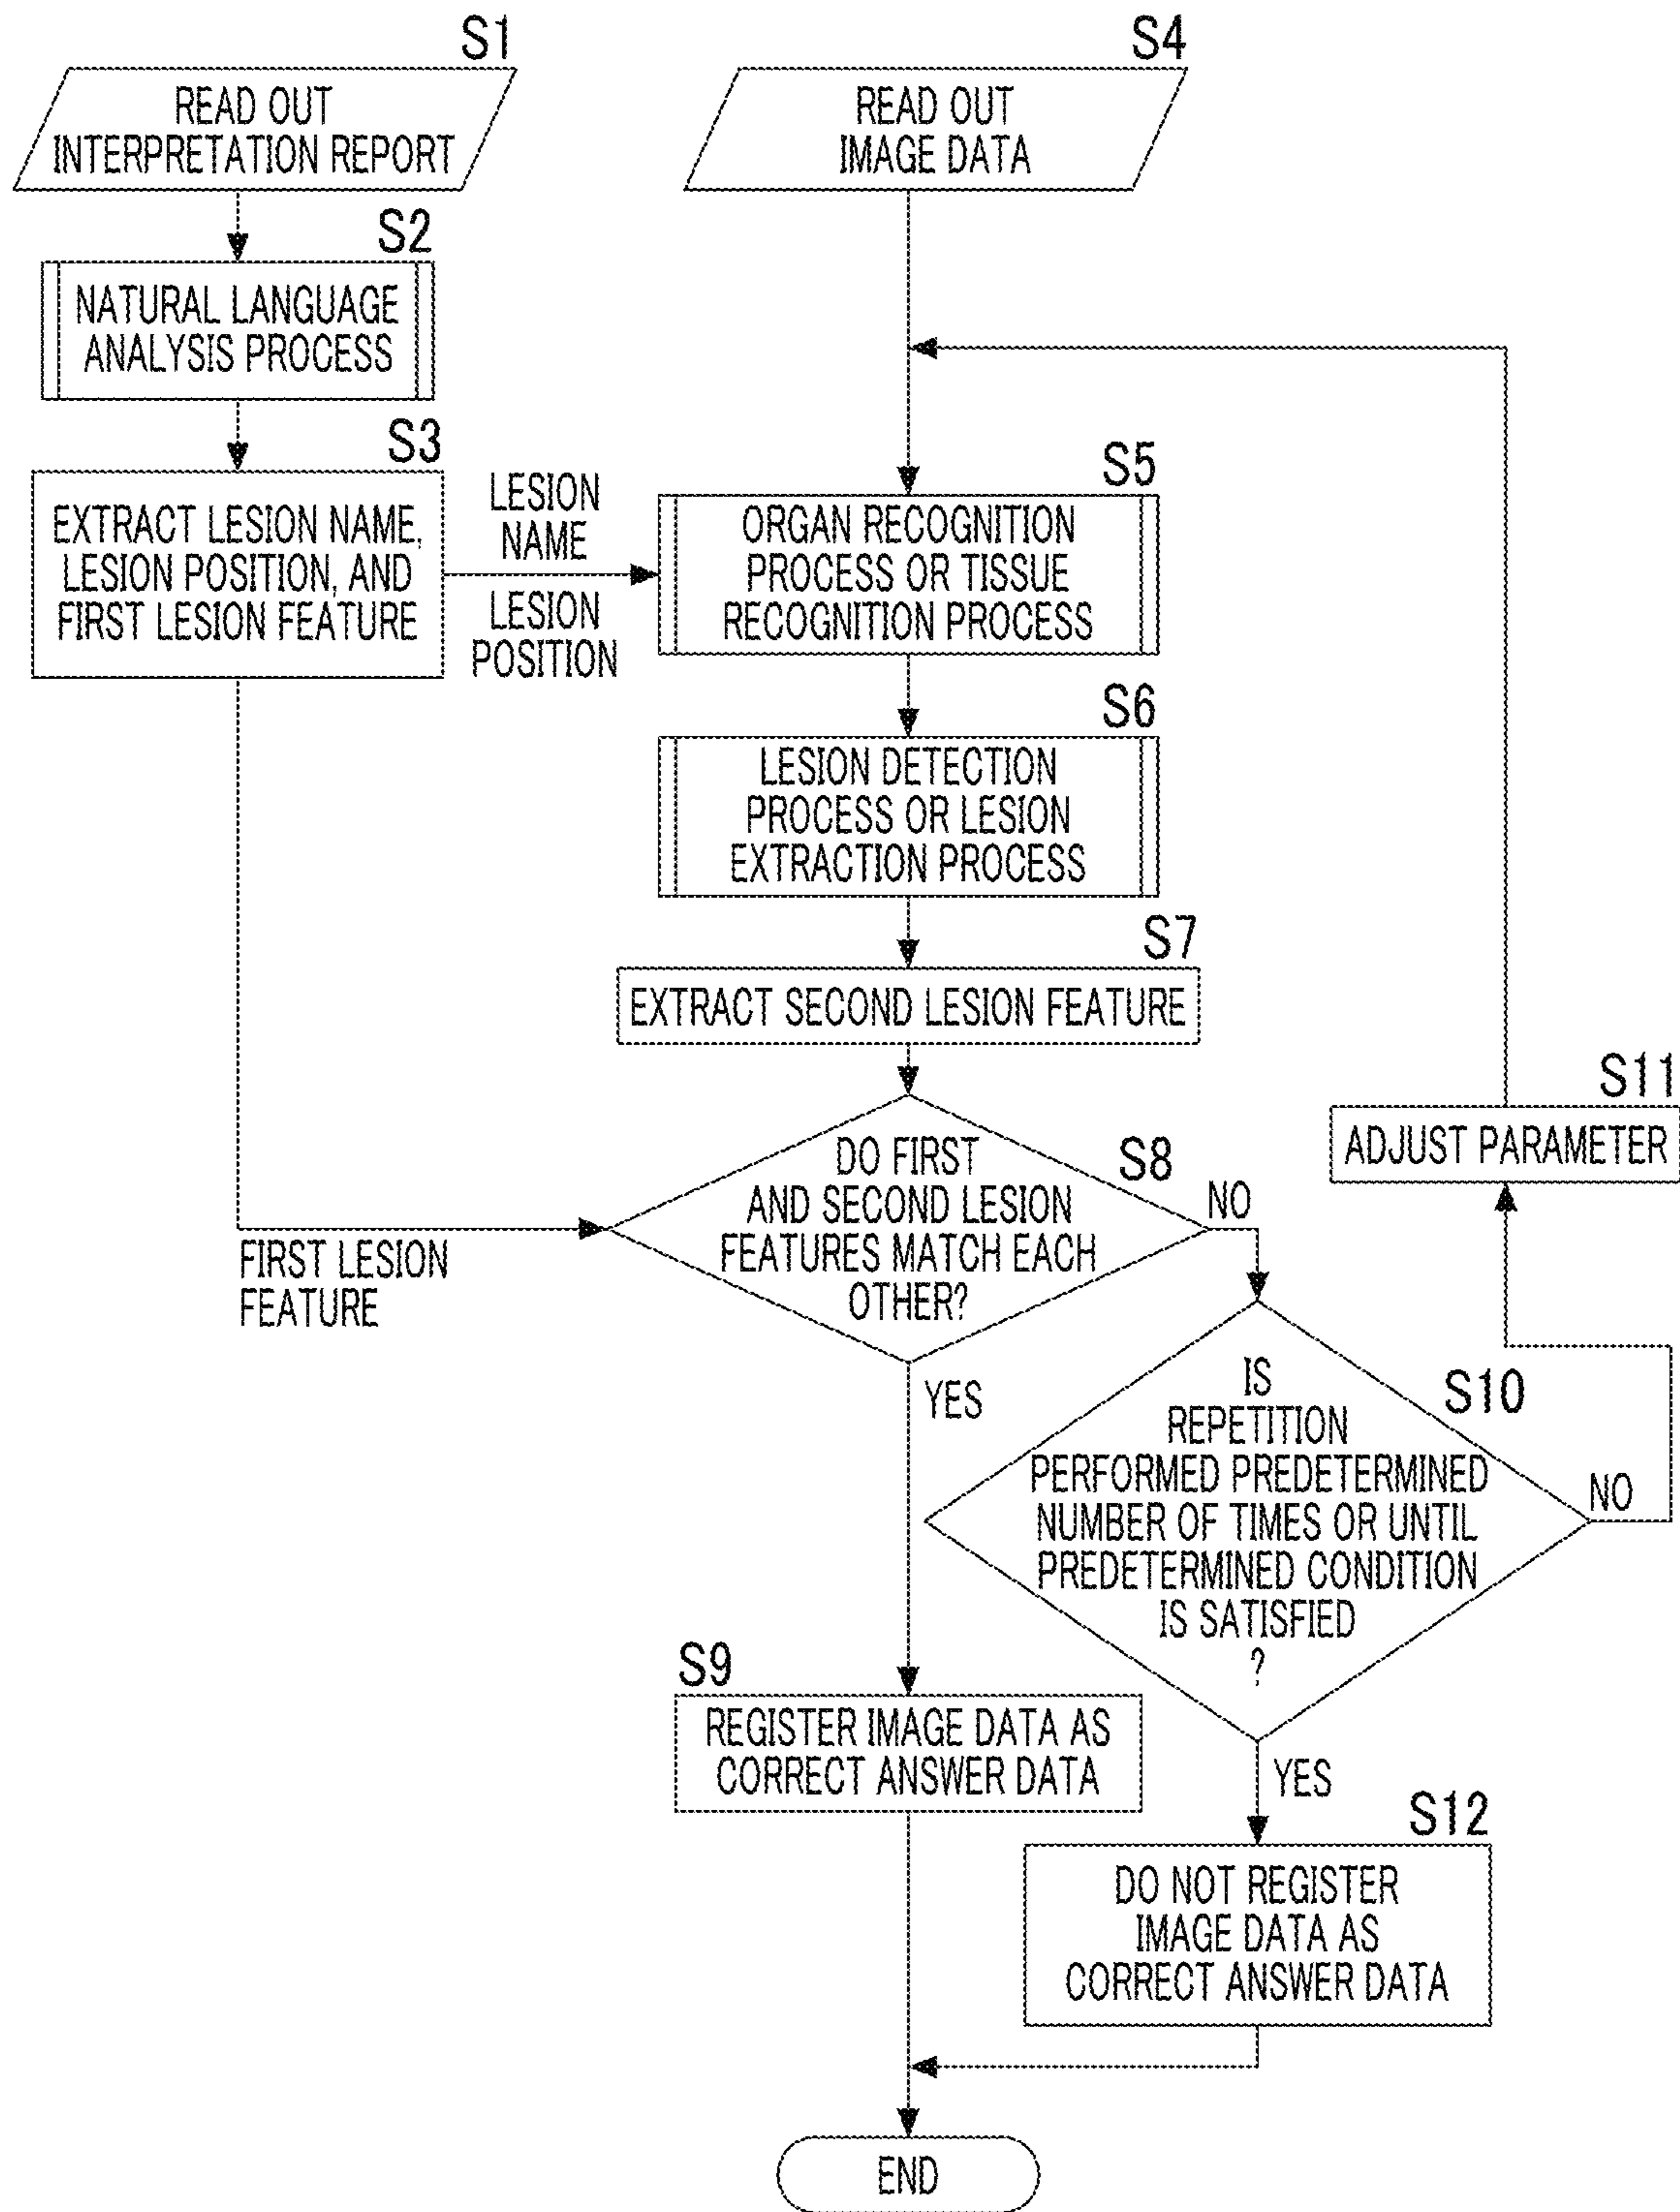 S1
READ OUT
INTERPRETATION REPORT
S2
NATURAL LANGUAGE
ANALYSIS PROCESS
S3
EXTRACT LESION NAME,
LESION POSITION, AND
FIRST LESION FEATURE
LESION
NAME
LESION
POSITION
FIRST LESION
FEATURE
S4
READ OUT
IMAGE DATA
S5
ORGAN RECOGNITION
PROCESS OR TISSUE
RECOGNITION PROCESS
S6
LESION DETECTION
PROCESS OR LESION
EXTRACTION PROCESS
S7
EXTRACT SECOND LESION FEATURE
S8
DO FIRST
AND SECOND LESION
FEATURES MATCH EACH
OTHER?
NO
YES
S9
REGISTER IMAGE DATA AS
CORRECT ANSWER DATA
S10
IS
REPETITION
PERFORMED PREDETERMINED
NUMBER OF TIMES OR UNTIL
PREDETERMINED CONDITION
IS SATISFIED
?
NO
YES
S11
ADJUST PARAMETER
S12
DO NOT REGISTER
IMAGE DATA AS
CORRECT ANSWER DATA
END